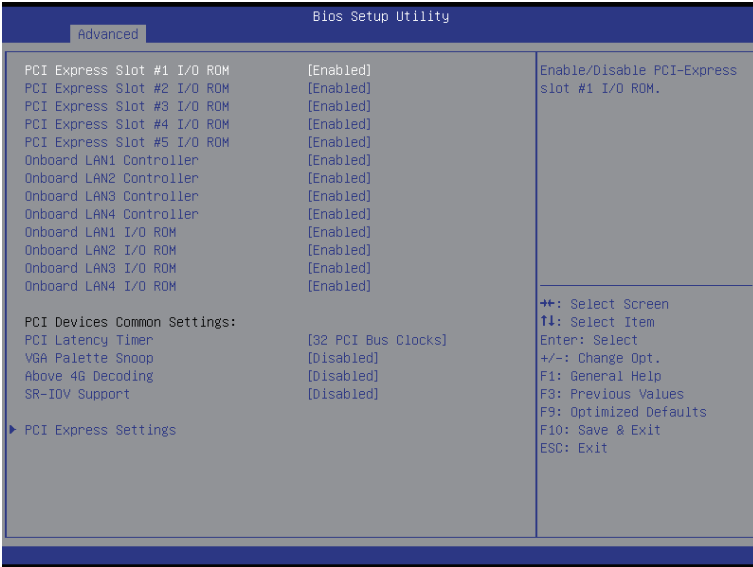 Bios Setup Utility
Advanced
PCI Express Slot #1 I/O ROM [Enabled]
PCI Express Slot #2 I/O ROM [Enabled]
PCI Express Slot #3 I/O ROM [Enabled]
PCI Express Slot #4 I/O ROM [Enabled]
PCI Express Slot #5 I/O ROM [Enabled]
Onboard LAN1 Controller [Enabled]
Onboard LAN2 Controller [Enabled]
Onboard LAN3 Controller [Enabled]
Onboard LAN4 Controller [Enabled]
Onboard LAN1 I/O ROM [Enabled]
Onboard LAN2 I/O ROM [Enabled]
Onboard LAN3 I/O ROM [Enabled]
Onboard LAN4 I/O ROM [Enabled]
PCI Devices Common Settings:
PCI Latency Timer [32 PCI Bus Clocks]
VGA Palette Snoop [Disabled]
Above 4G Decoding [Disabled]
SR-IOV Support [Disabled]
PCI Express Settings
Enable/Disable PCI-Express
slot #1 I/O ROM.
→←: Select Screen
↑↓: Select Item
Enter: Select
+/-: Change Opt.
F1: General Help
F3: Previous Values
F9: Optimized Defaults
F10: Save & Exit
ESC: Exit